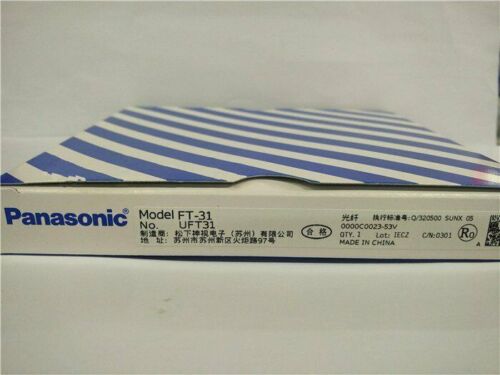 Panasonic
Model FT-31
No. UFT31
制造商: 松下神视电子 (苏州) 有限公司
地 址: 苏州市苏州新区火炬路97号
合格
光纤 执行标准号: Q/320500 SUNX 05
0000C0023-53V
QTY. 1 Lot: IECZ C/N: 0301
MADE IN CHINA
Ro
A